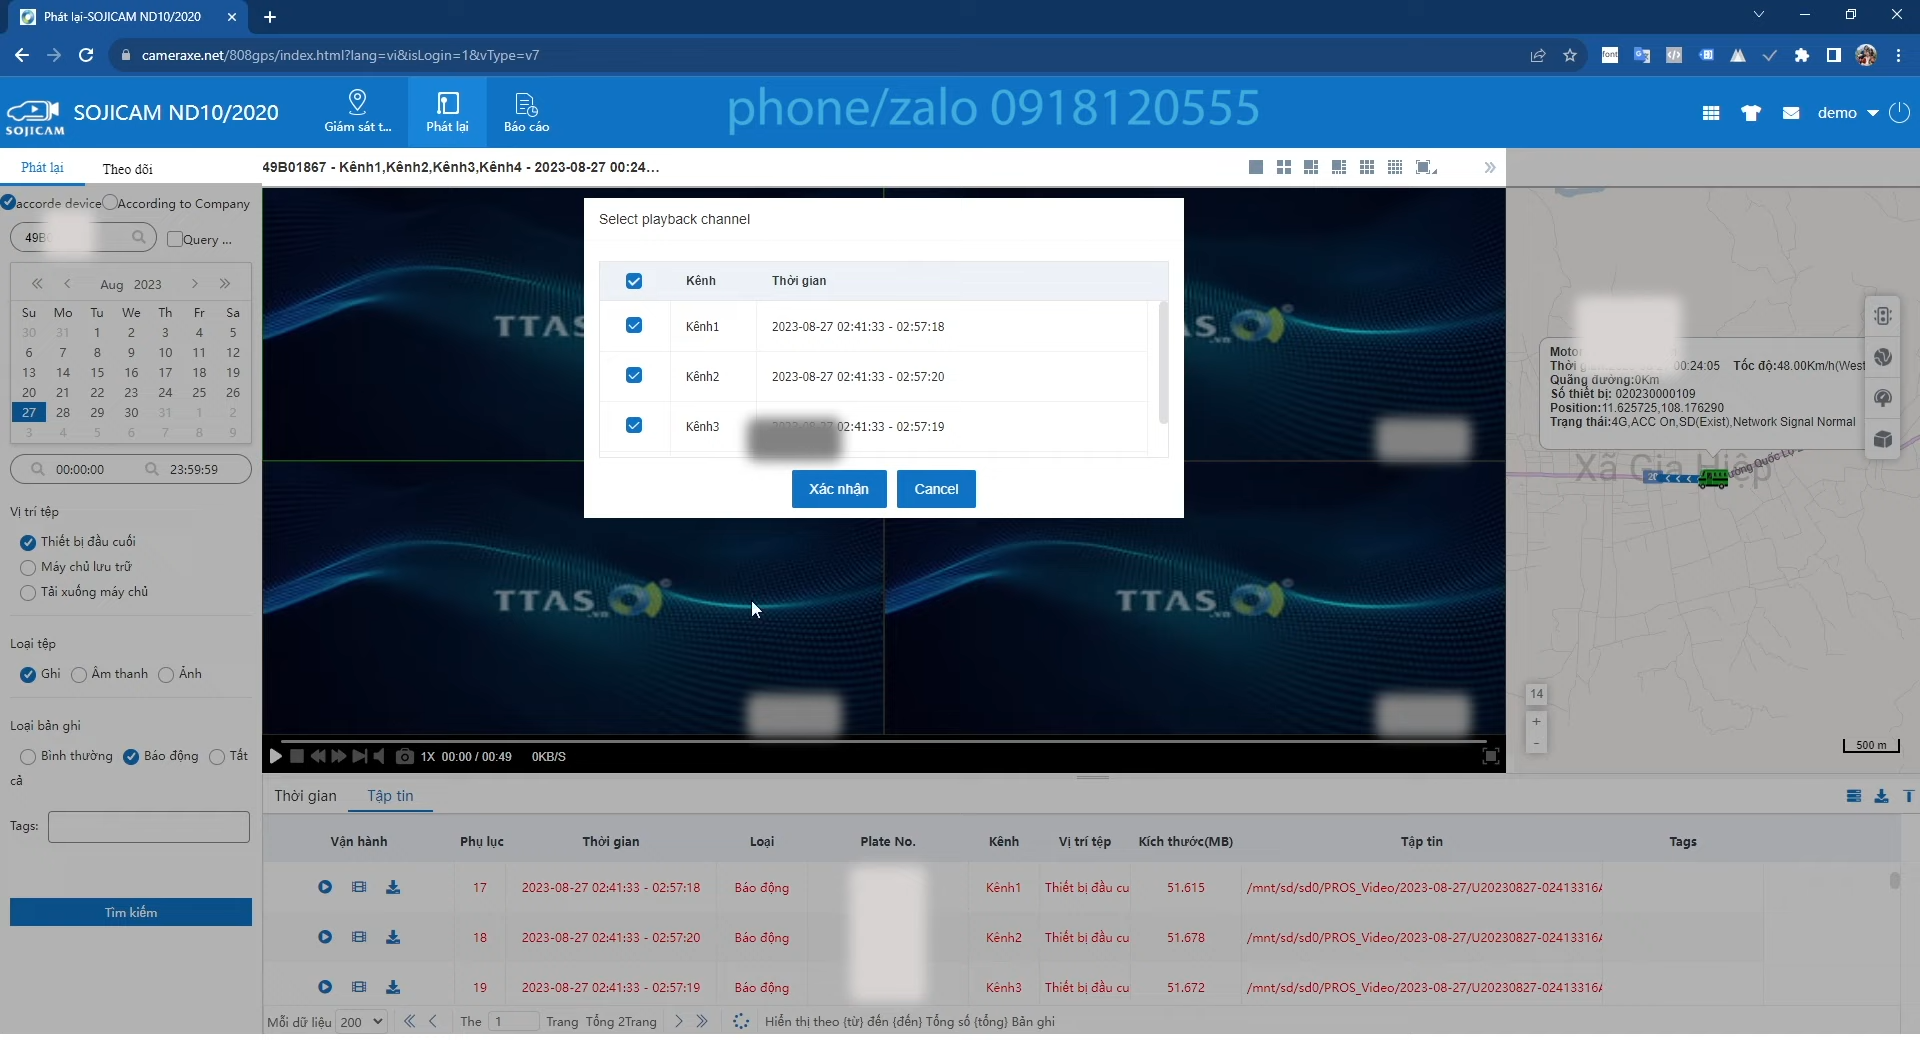 Phát lại-SOJICAM ND10/2020
cameraxe.net/808gps/index.html?lang=vi&isLogin=1&vType=v7
SOJICAM
SOJICAM ND10/2020
Giám sát t...
Phát lại
Báo cáo
phone/zalo 0918120555
demo
Phát lại
Theo dõi
49B01867 - Kênh1,Kênh2,Kênh3,Kênh4 - 2023-08-27 00:24...
accorde device
According to Company
49B0
Query ...
Aug 2023
Su Mo Tu We Th Fr Sa
30 31 1 2 3 4 5
6 7 8 9 10 11 12
13 14 15 16 17 18 19
20 21 22 23 24 25 26
27 28 29 30 31 1 2
3 4 5 6 7 8 9
00:00:00
23:59:59
Vị trí tệp
Thiết bị đầu cuối
Máy chủ lưu trữ
Tải xuống máy chủ
Loại tệp
Ghi
Âm thanh
Ảnh
Loại bản ghi
Bình thường
Báo động
Tất cả
Tags:
Tìm kiếm
Select playback channel
Kênh
Thời gian
Kênh1
2023-08-27 02:41:33 - 02:57:18
Kênh2
2023-08-27 02:41:33 - 02:57:20
Kênh3
02:41:33 - 02:57:19
Xác nhận
Cancel
TTAS
.vn
TTAS
.vn
1X 00:00 / 00:49 0KB/S
Motor
00:24:05 Tốc độ:48.00Km/h(West
Quãng đường:0Km
Số thiết bị: 020230000109
Position:11.625725,108.176290
Trạng thái:4G,ACC On,SD(Exist),Network Signal Normal
Xã Gia Hiệp
14
+
-
500 m
Thời gian
Tập tin
Vận hành Phụ lục Thời gian Loại Plate No. Kênh Vị trí tệp Kích thước(MB) Tập tin Tags
17 2023-08-27 02:41:33 - 02:57:18 Báo động Kênh1 Thiết bị đầu cu 51.615 /mnt/sd/sd0/PROS_Video/2023-08-27/U20230827-02413316
18 2023-08-27 02:41:33 - 02:57:20 Báo động Kênh2 Thiết bị đầu cu 51.678 /mnt/sd/sd0/PROS_Video/2023-08-27/U20230827-02413316
19 2023-08-27 02:41:33 - 02:57:19 Báo động Kênh3 Thiết bị đầu cu 51.672 /mnt/sd/sd0/PROS_Video/2023-08-27/U20230827-02413316
Mỗi dữ liệu 200 The 1 Trang Tổng 2Trang Hiển thị theo {từ} đến {đến} Tổng số {tổng} Bản ghi